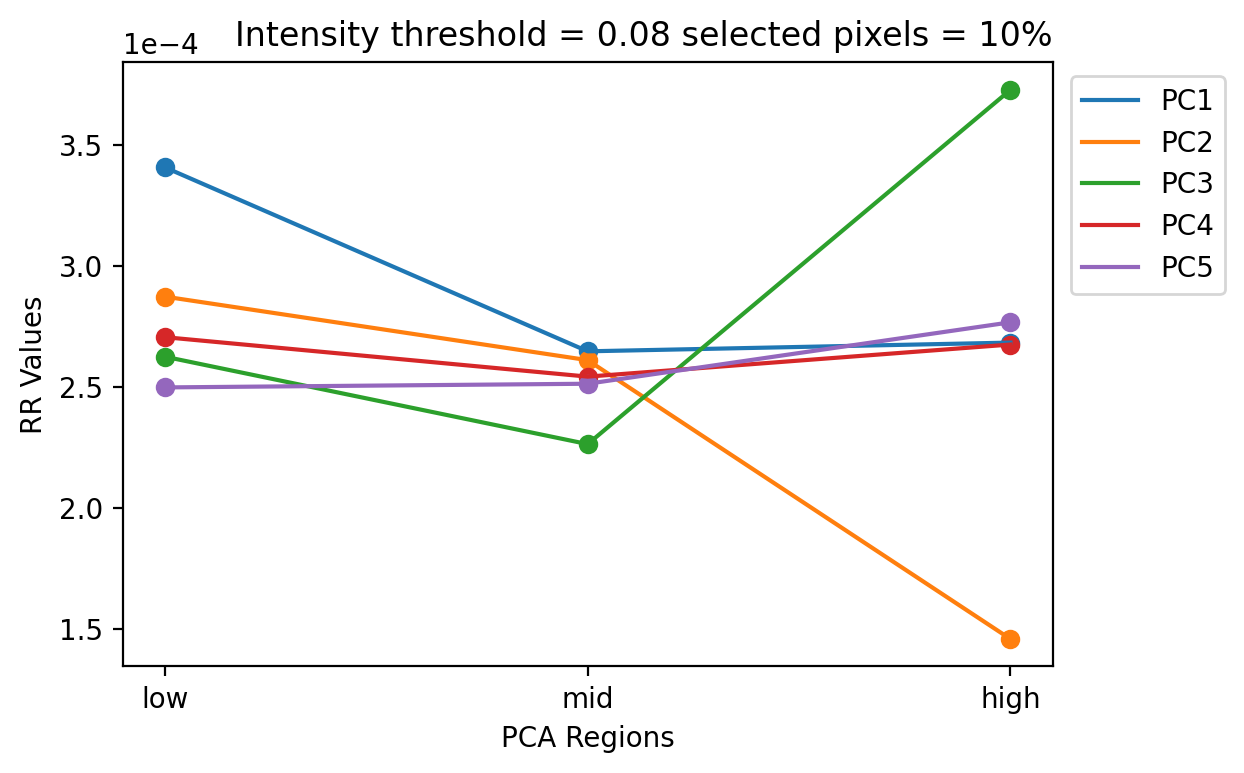 Intensity threshold = 0.08 selected pixels = 10%
1e−4
3.5
3.0
2.5
2.0
1.5
RR Values
low mid high
PCA Regions
PC1
PC2
PC3
PC4
PC5